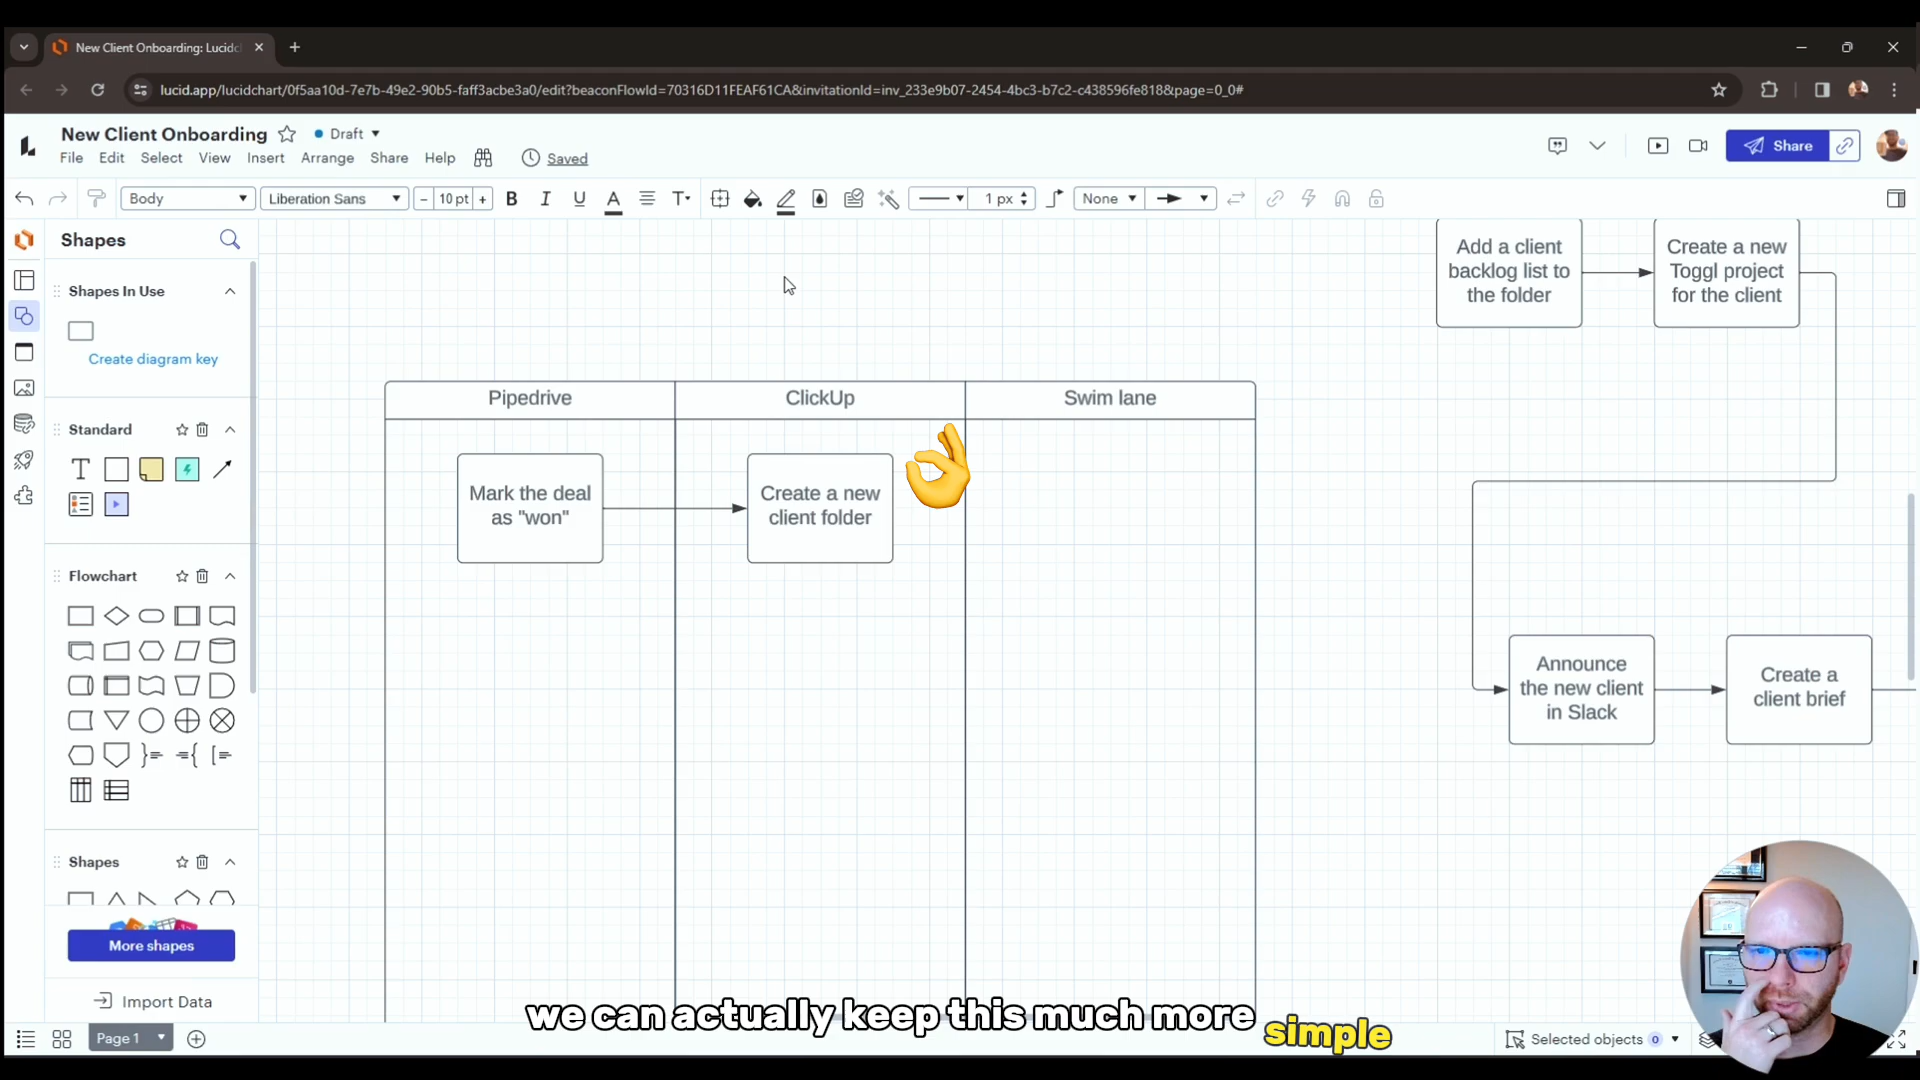 New Client Onboarding: Lucidc
lucid.app/lucidchart/0f5aa10d-7e7b-49e2-90b5-faff3acbe3a0/edit?beaconFlowId=70316D11FEAF61CA&invitationId=inv_233e9b07-2454-4bc3-b7c2-c438596fe818&page=0_0#
New Client Onboarding
Draft
File Edit Select View Insert Arrange Share Help
Saved
Share
Body
Liberation Sans
10 pt
B I U A T
1 px
None
Shapes
Shapes In Use
Create diagram key
Standard
T
Flowchart
Shapes
More shapes
Import Data
Pipedrive
ClickUp
Swim lane
Mark the deal
as "won"
Create a new
client folder
Add a client
backlog list to
the folder
Create a new
Toggl project
for the client
Announce
the new client
in Slack
Create a
client brief
we can actually keep this much more simple
Page 1
Selected objects 0